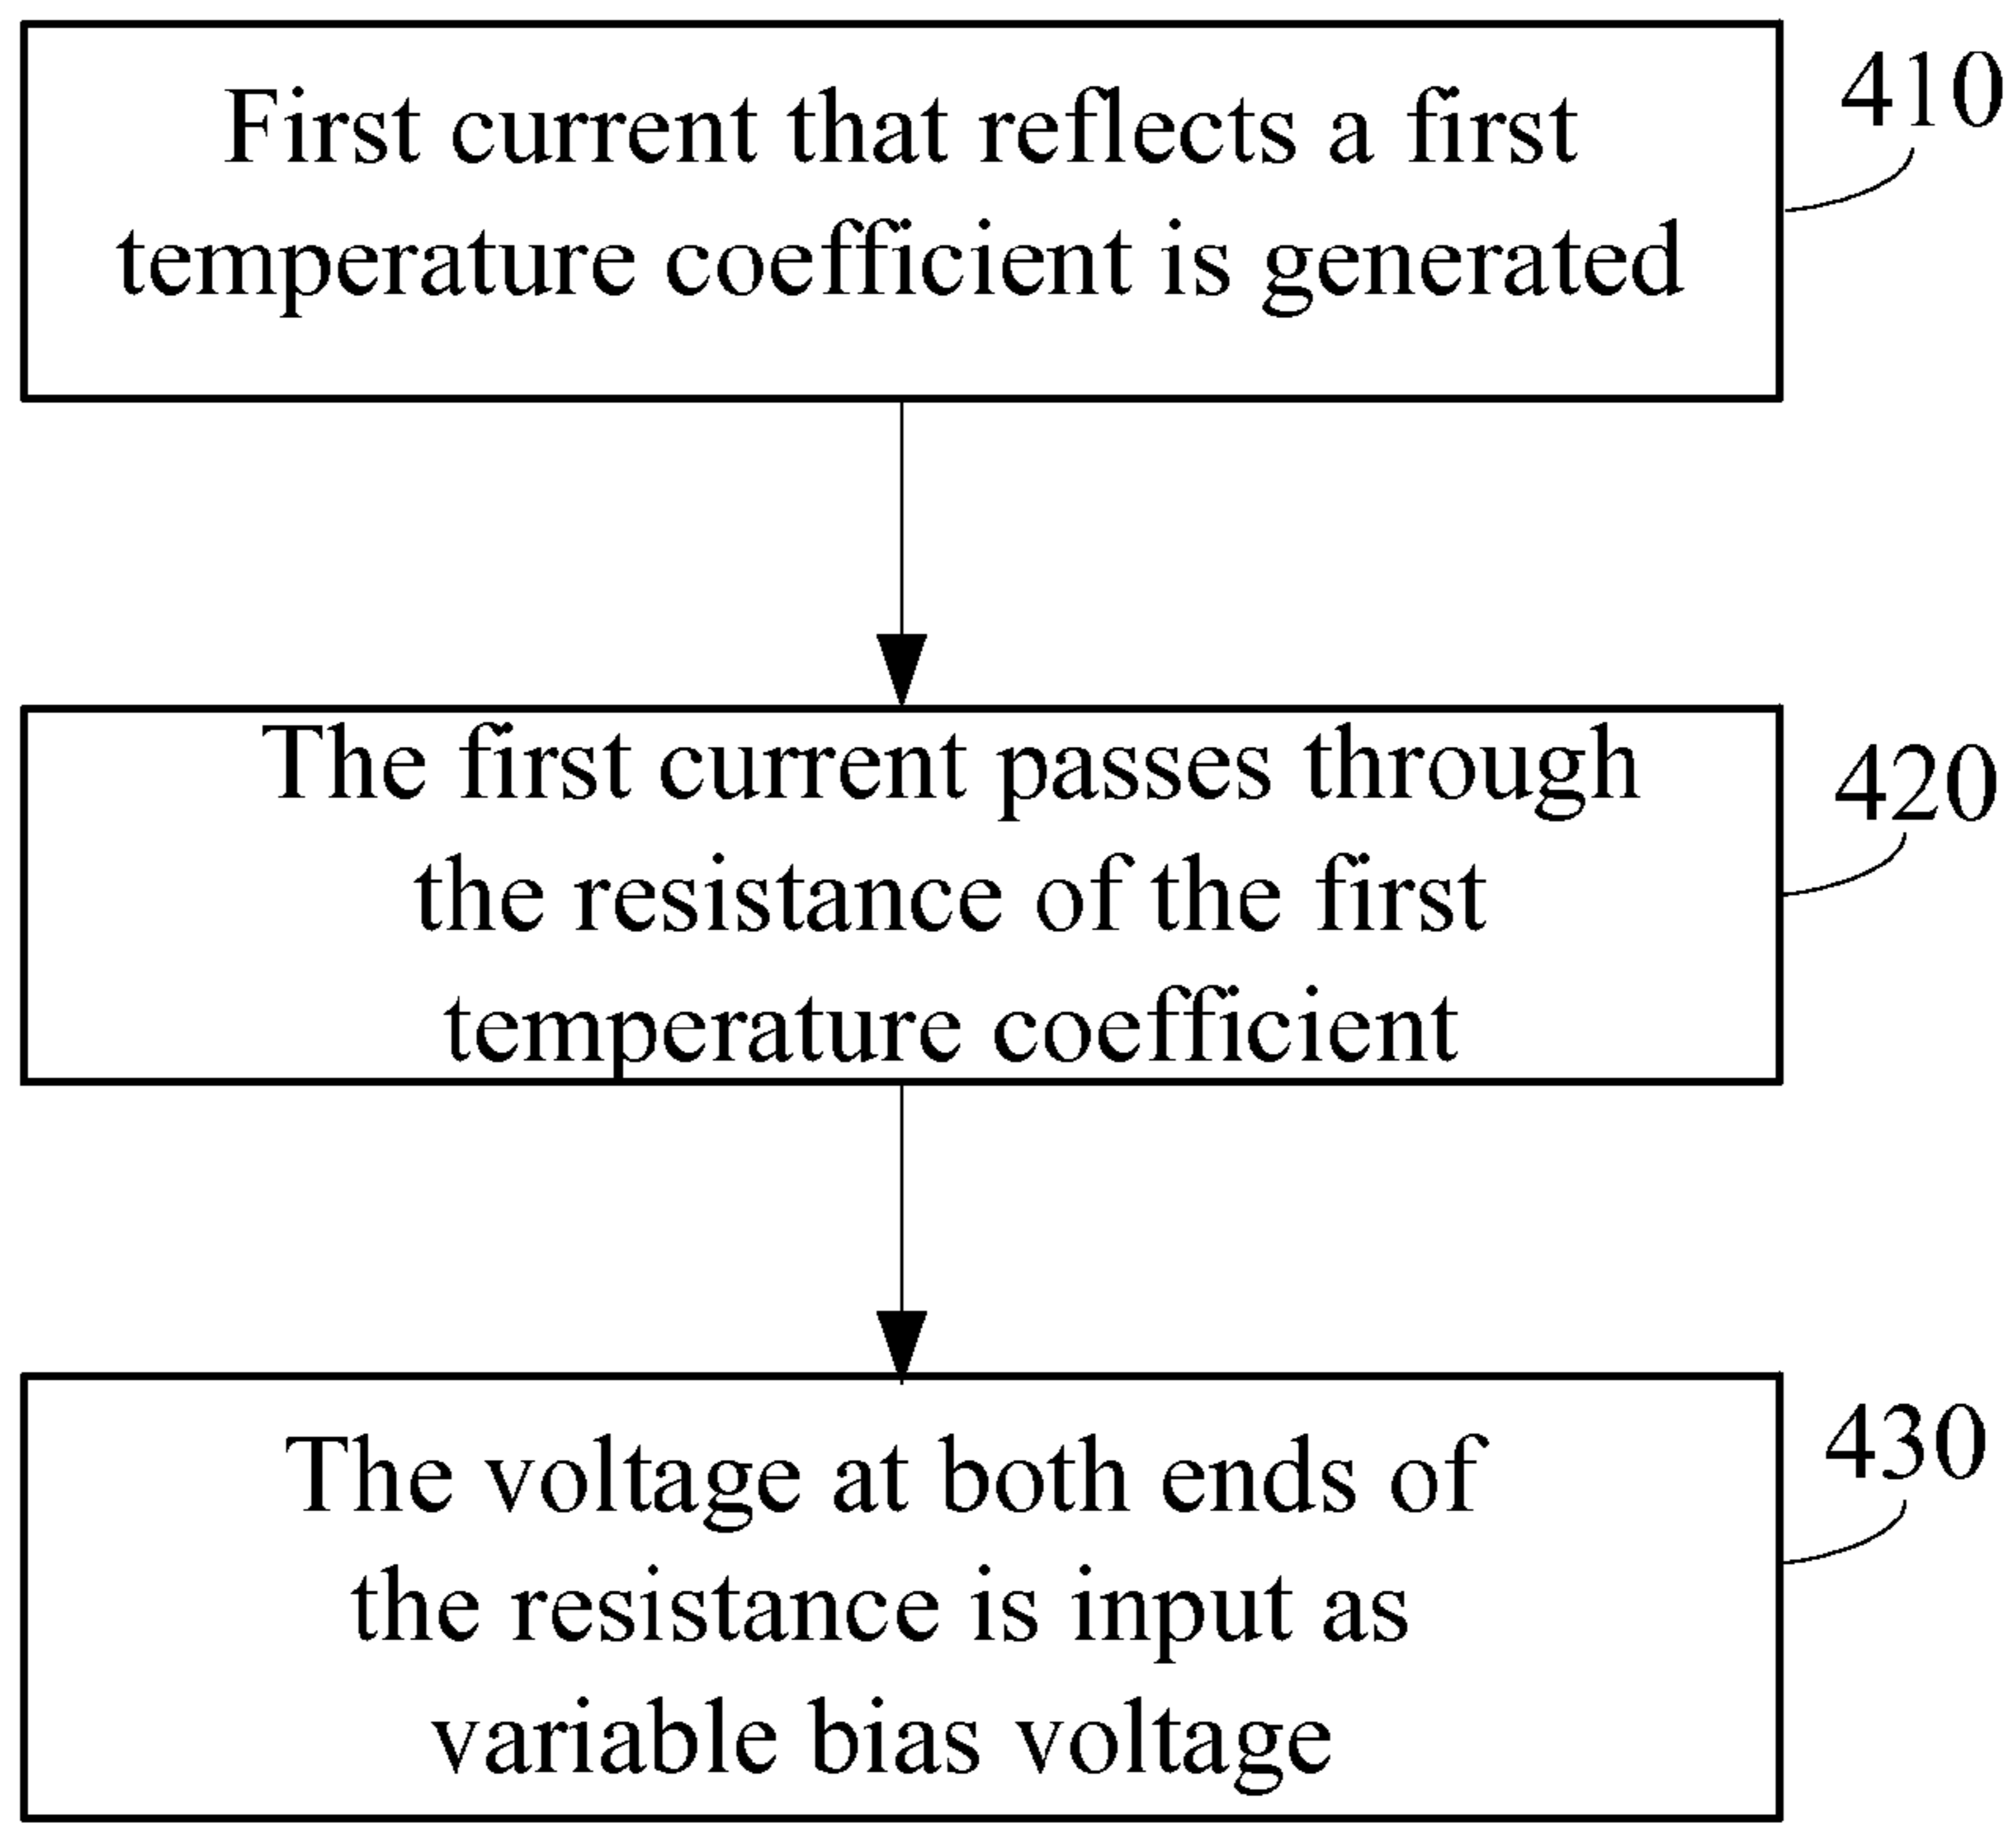 First current that reflects a first
temperature coefficient is generated
410
The first current passes through
the resistance of the first
temperature coefficient
420
The voltage at both ends of
the resistance is input as
variable bias voltage
430